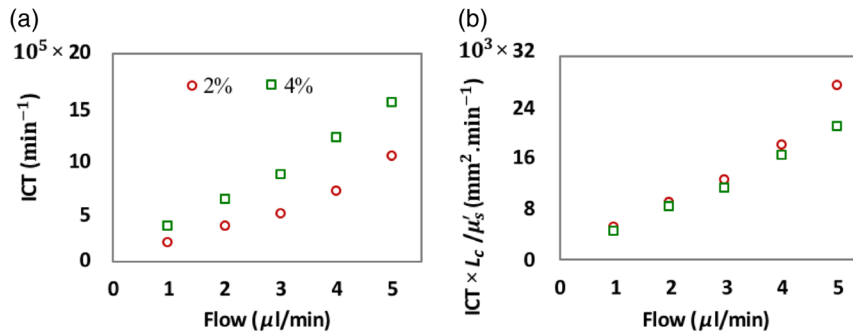 (a)
10⁵ × 20
15
10
5
0
ICT (min⁻¹)
2% 4%
0 1 2 3 4 5
Flow (μl/min)
(b)
10³ × 32
24
16
8
0
ICT × L_c /μ′_s (mm² .min⁻¹)
0 1 2 3 4 5
Flow (μl/min)